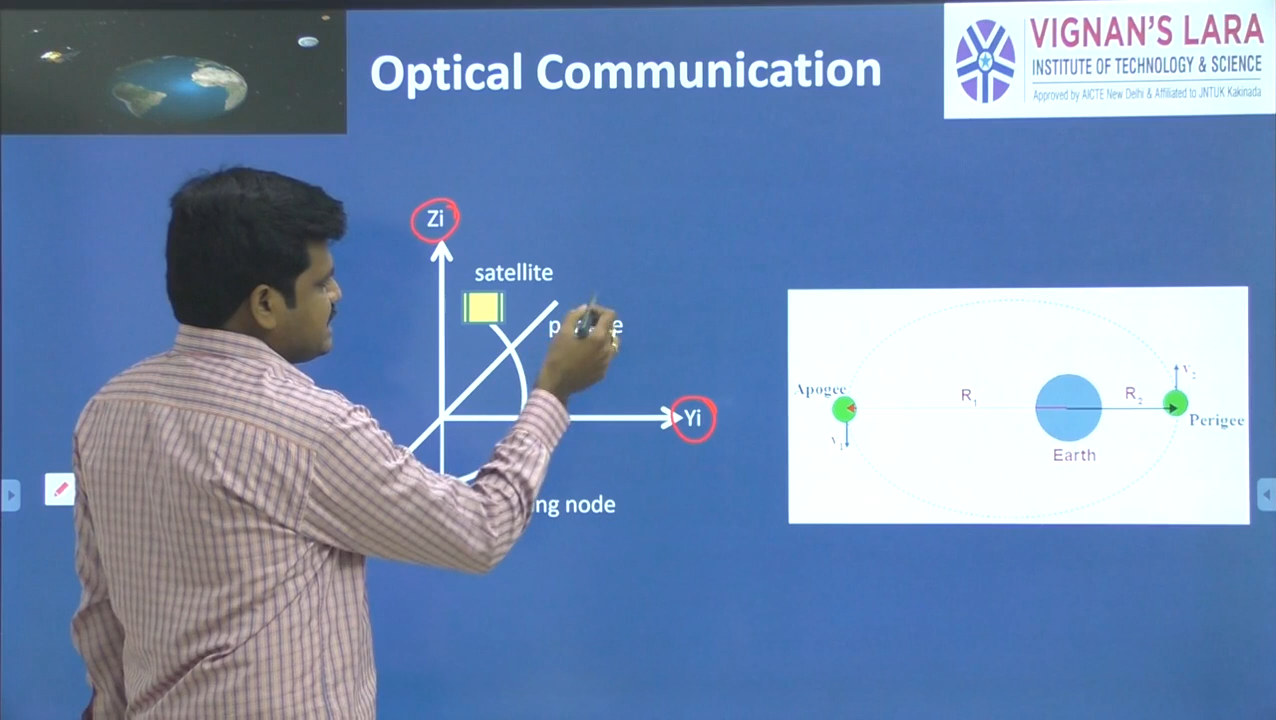 Optical Communication
VIGNAN'S LARA
INSTITUTE OF TECHNOLOGY & SCIENCE
Approved by AICTE New Delhi & Affiliated to JNTUK Kakinada
Zi
satellite
Yi
node
Apogee
R1
R2
v2
Perigee
v1
Earth